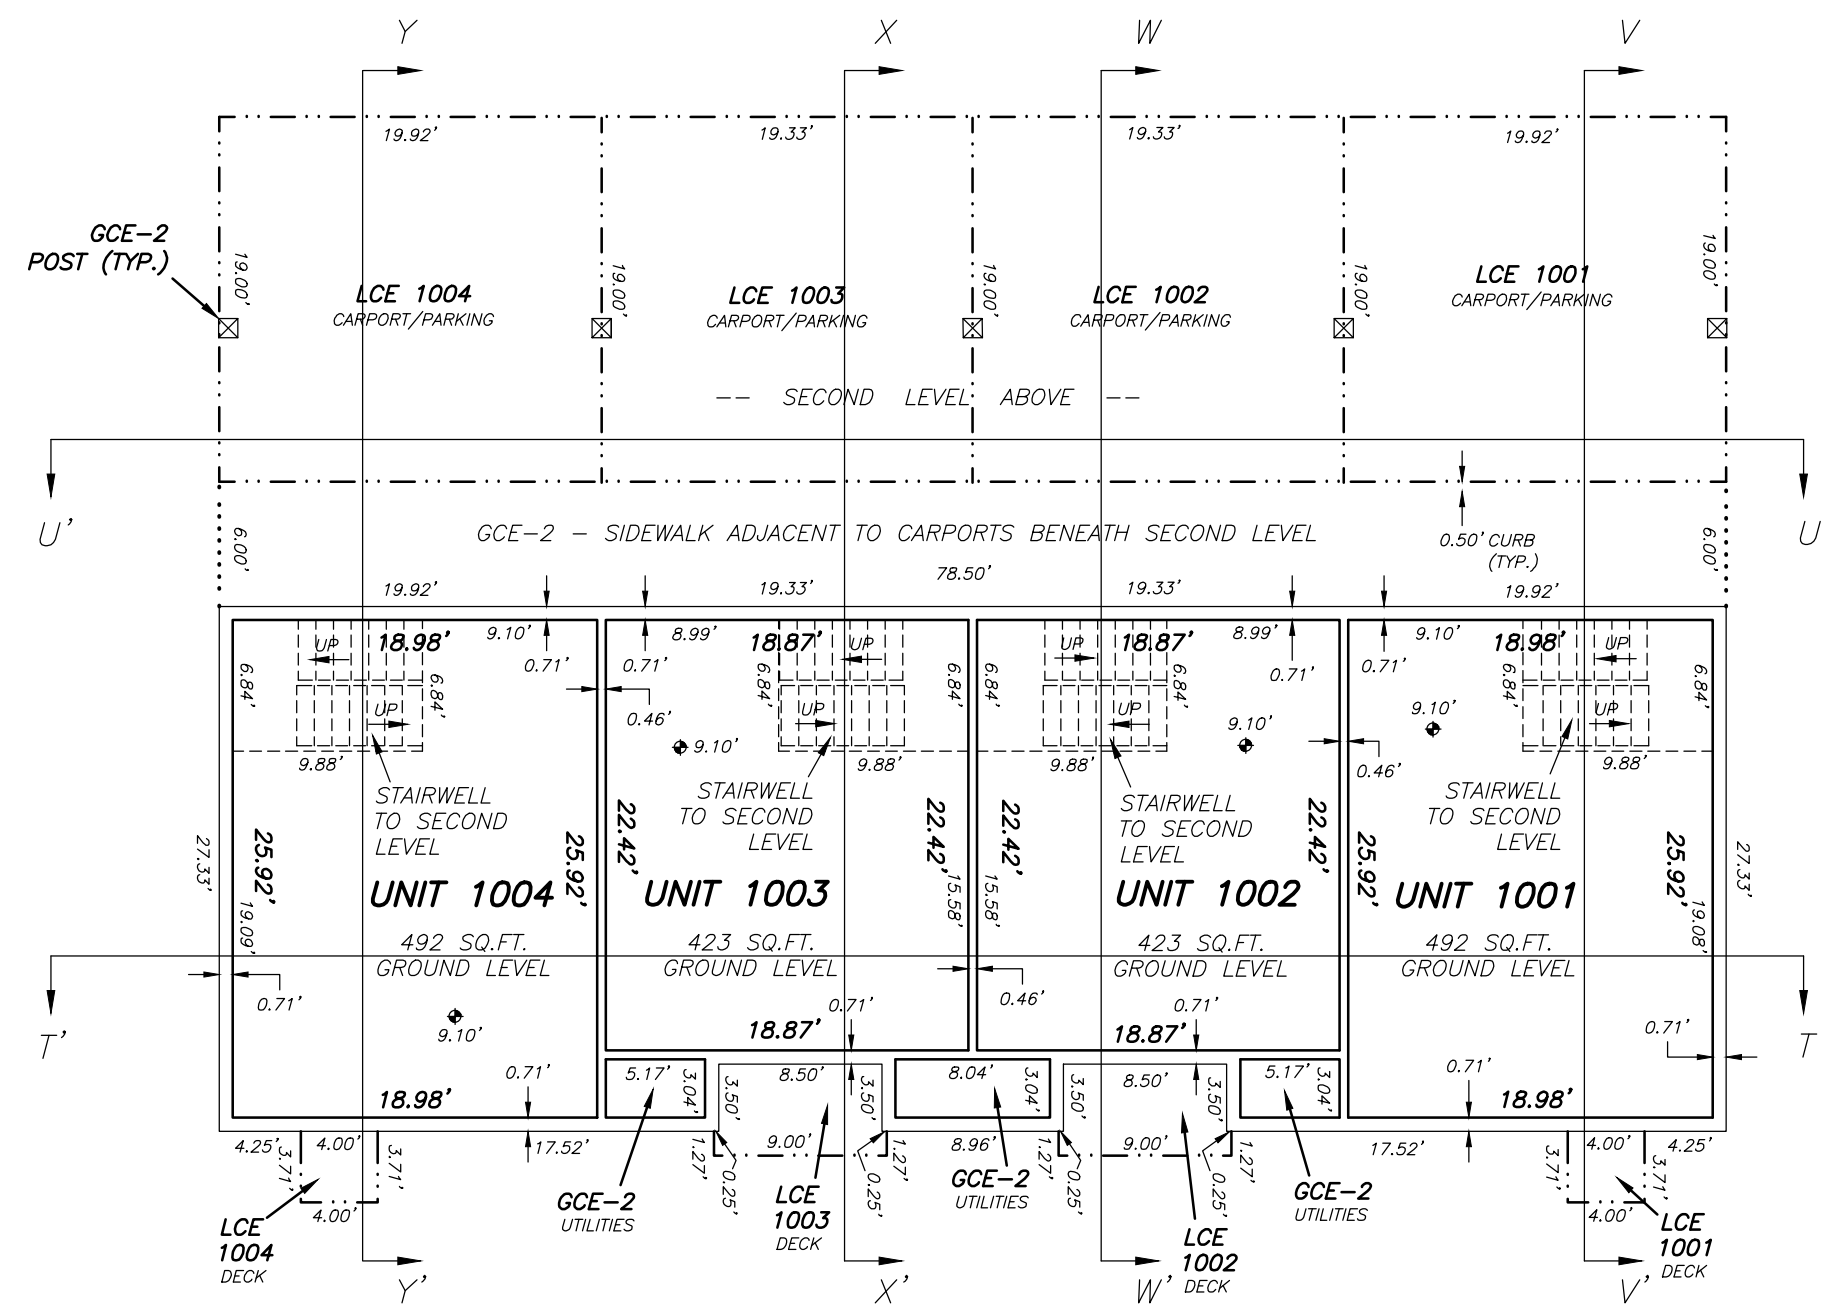 Y
X
W
V
19.92'
19.33'
19.33'
19.92'
GCE-2
POST (TYP.)
19.00'
19.00'
19.00'
19.00'
19.00'
LCE 1004
CARPORT/PARKING
LCE 1003
CARPORT/PARKING
LCE 1002
CARPORT/PARKING
LCE 1001
CARPORT/PARKING
-- SECOND LEVEL ABOVE --
U'
U
GCE-2 - SIDEWALK ADJACENT TO CARPORTS BENEATH SECOND LEVEL
0.50' CURB
(TYP.)
6.00'
6.00'
78.50'
19.92'
19.33'
19.33'
19.92'
UP
18.98'
9.10'
8.99'
18.87'
UP
UP
18.87'
8.99'
9.10'
18.98'
UP
0.71'
0.71'
0.71'
0.71'
6.84'
6.84'
6.84'
6.84'
6.84'
6.84'
6.84'
6.84'
UP
UP
UP
UP
0.46'
9.10'
9.10'
9.10'
0.46'
9.88'
9.88'
9.88'
9.88'
STAIRWELL
TO SECOND
LEVEL
STAIRWELL
TO SECOND
LEVEL
STAIRWELL
TO SECOND
LEVEL
STAIRWELL
TO SECOND
LEVEL
27.33'
25.92'
25.92'
22.42'
22.42'
22.42'
22.42'
25.92'
25.92'
27.33'
UNIT 1004
492 SQ.FT.
GROUND LEVEL
UNIT 1003
423 SQ.FT.
GROUND LEVEL
UNIT 1002
423 SQ.FT.
GROUND LEVEL
UNIT 1001
492 SQ.FT.
GROUND LEVEL
19.09'
15.58'
15.58'
19.08'
0.71'
0.71'
0.46'
0.71'
0.71'
T'
T
9.10'
18.87'
18.87'
0.71'
5.17'
3.04'
8.50'
8.04'
3.04'
8.50'
5.17'
3.04'
0.71'
18.98'
3.50'
3.50'
3.50'
3.50'
18.98'
4.25'
4.00'
17.52'
9.00'
8.96'
9.00'
17.52'
4.00'
4.25'
3.71'
3.71'
1.27'
0.25'
0.25'
1.27'
1.27'
0.25'
0.25'
1.27'
3.71'
3.71'
4.00'
4.00'
LCE
1004
DECK
GCE-2
UTILITIES
LCE
1003
DECK
GCE-2
UTILITIES
LCE
1002
DECK
GCE-2
UTILITIES
LCE
1001
DECK
Y'
X'
W'
V'